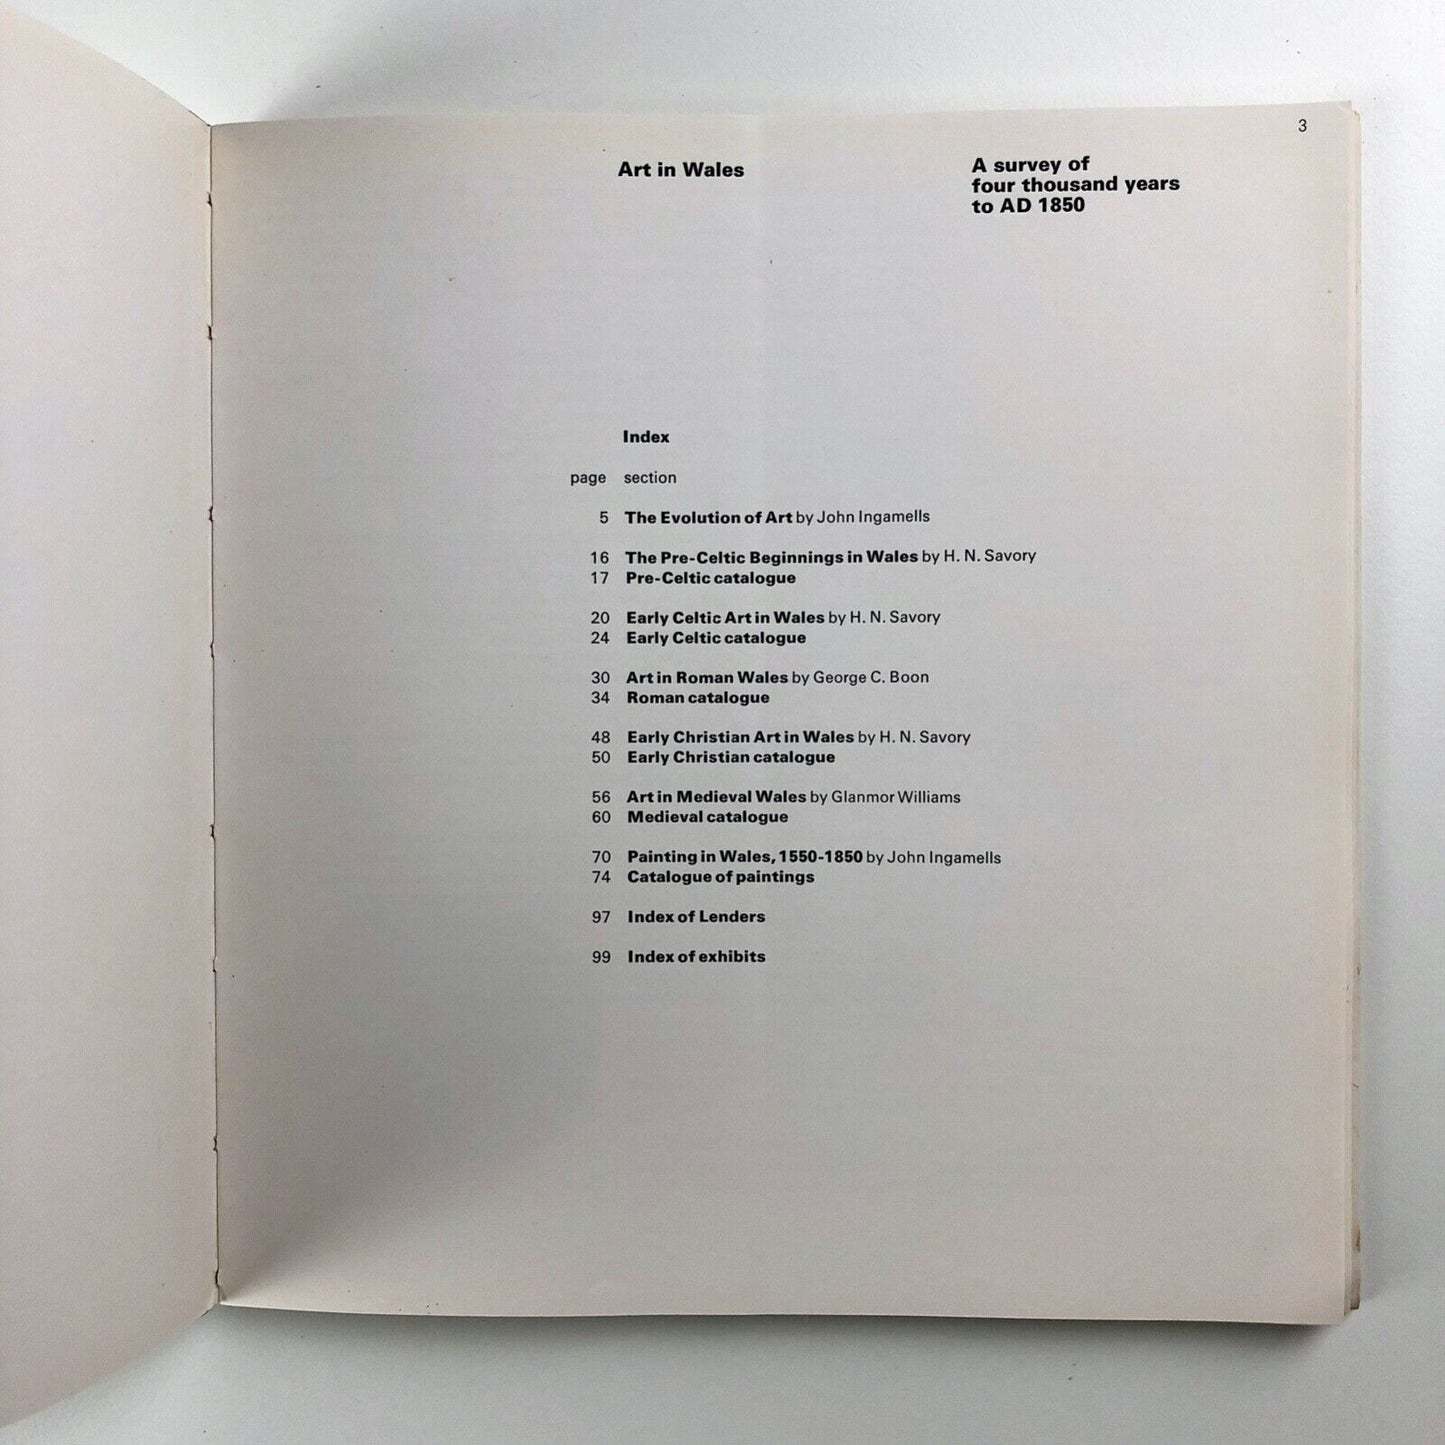 3
Art in Wales
A survey of
four thousand years
to AD 1850
Index
page section
5 The Evolution of Art by John Ingamells
16 The Pre-Celtic Beginnings in Wales by H. N. Savory
17 Pre-Celtic catalogue
20 Early Celtic Art in Wales by H. N. Savory
24 Early Celtic catalogue
30 Art in Roman Wales by George C. Boon
34 Roman catalogue
48 Early Christian Art in Wales by H. N. Savory
50 Early Christian catalogue
56 Art in Medieval Wales by Glanmor Williams
60 Medieval catalogue
70 Painting in Wales, 1550-1850 by John Ingamells
74 Catalogue of paintings
97 Index of Lenders
99 Index of exhibits